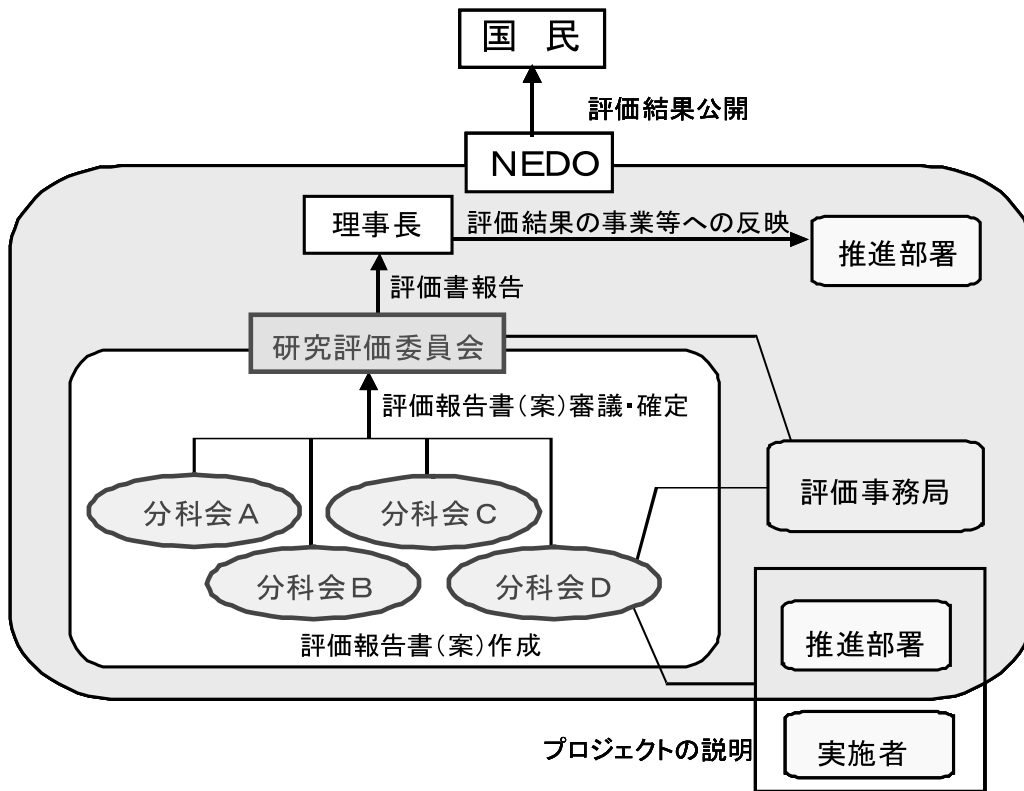 国　民
評価結果公開
NEDO
理事長
評価結果の事業等への反映
推進部署
評価書報告
研究評価委員会
評価報告書(案)審議・確定
分科会A
分科会C
評価事務局
分科会B
分科会D
評価報告書(案)作成
推進部署
プロジェクトの説明
実施者